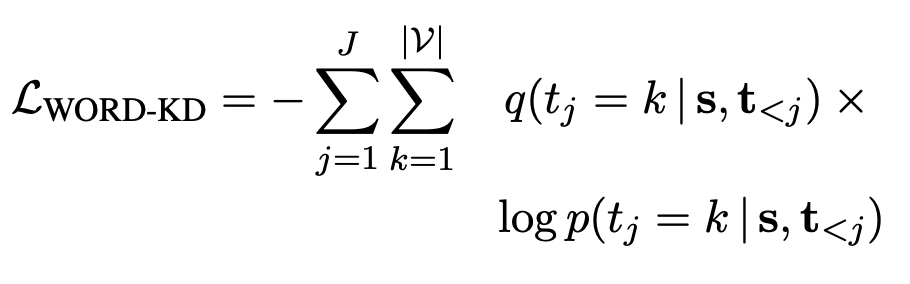 ℒ_WORD-KD = − ∑_{j=1}^{J} ∑_{k=1}^{|𝒱|} q(t_j = k | 𝐬, 𝐭_{<j}) ×
log p(t_j = k | 𝐬, 𝐭_{<j})